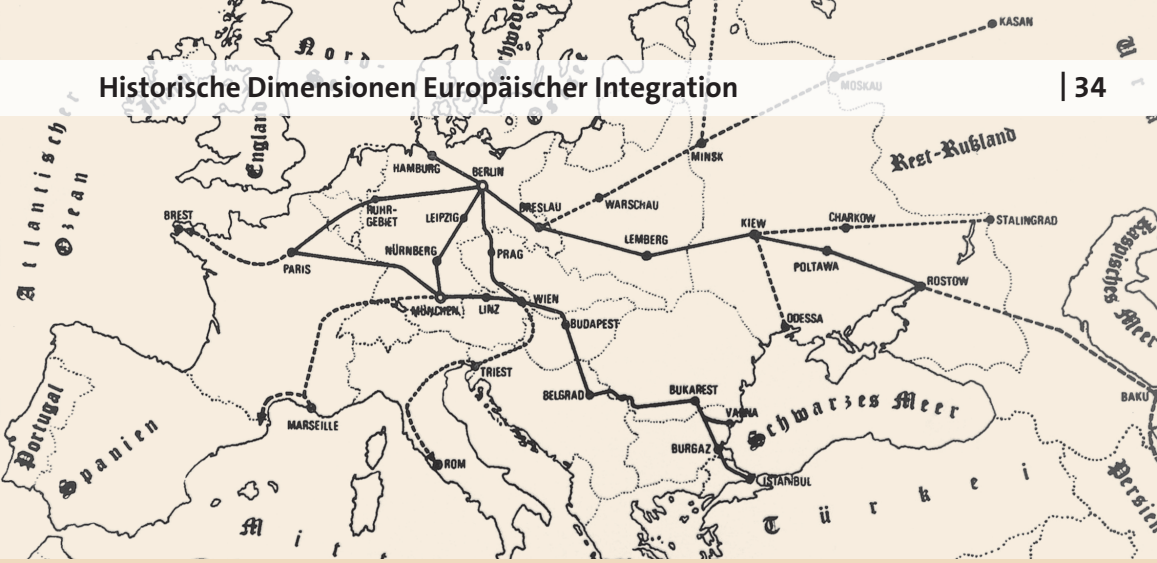 Historische Dimensionen Europäischer Integration
| 34
KASAN
MOSKAU
Nord-
England
Atlantischer
Ozean
Rest-Rußland
MINSK
HAMBURG
BERLIN
BREST
RUHR-
GEBIET
LEIPZIG
BRESLAU
WARSCHAU
KIEW
CHARKOW
STALINGRAD
LEMBERG
PARIS
NÜRNBERG
PRAG
POLTAWA
Kaspisches
Meer
ROSTOW
MÜNCHEN
LINZ
WIEN
BUDAPEST
ODESSA
TRIEST
Portugal
Spanien
BELGRAD
BUKAREST
BAKU
MARSEILLE
VARNA
Schwarzes Meer
BURGAZ
ROM
ISTANBUL
Türkei
Persien
Mitt